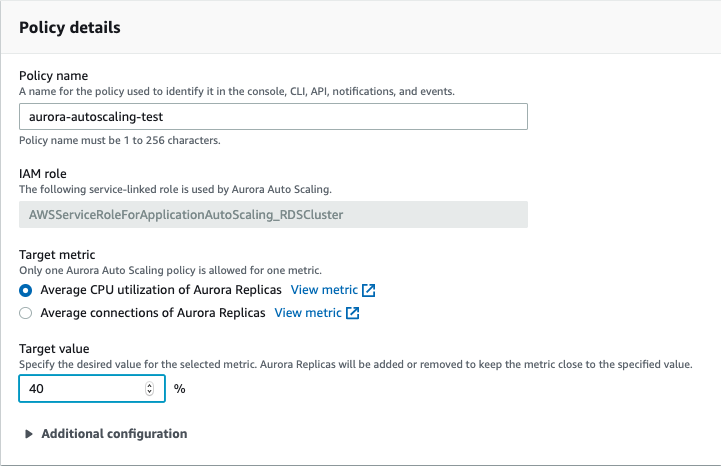 Policy details
Policy name
A name for the policy used to identify it in the console, CLI, API, notifications, and events.
aurora-autoscaling-test
Policy name must be 1 to 256 characters.
IAM role
The following service-linked role is used by Aurora Auto Scaling.
AWSServiceRoleForApplicationAutoScaling_RDSCluster
Target metric
Only one Aurora Auto Scaling policy is allowed for one metric.
Average CPU utilization of Aurora Replicas View metric
Average connections of Aurora Replicas View metric
Target value
Specify the desired value for the selected metric. Aurora Replicas will be added or removed to keep the metric close to the specified value.
40 %
Additional configuration